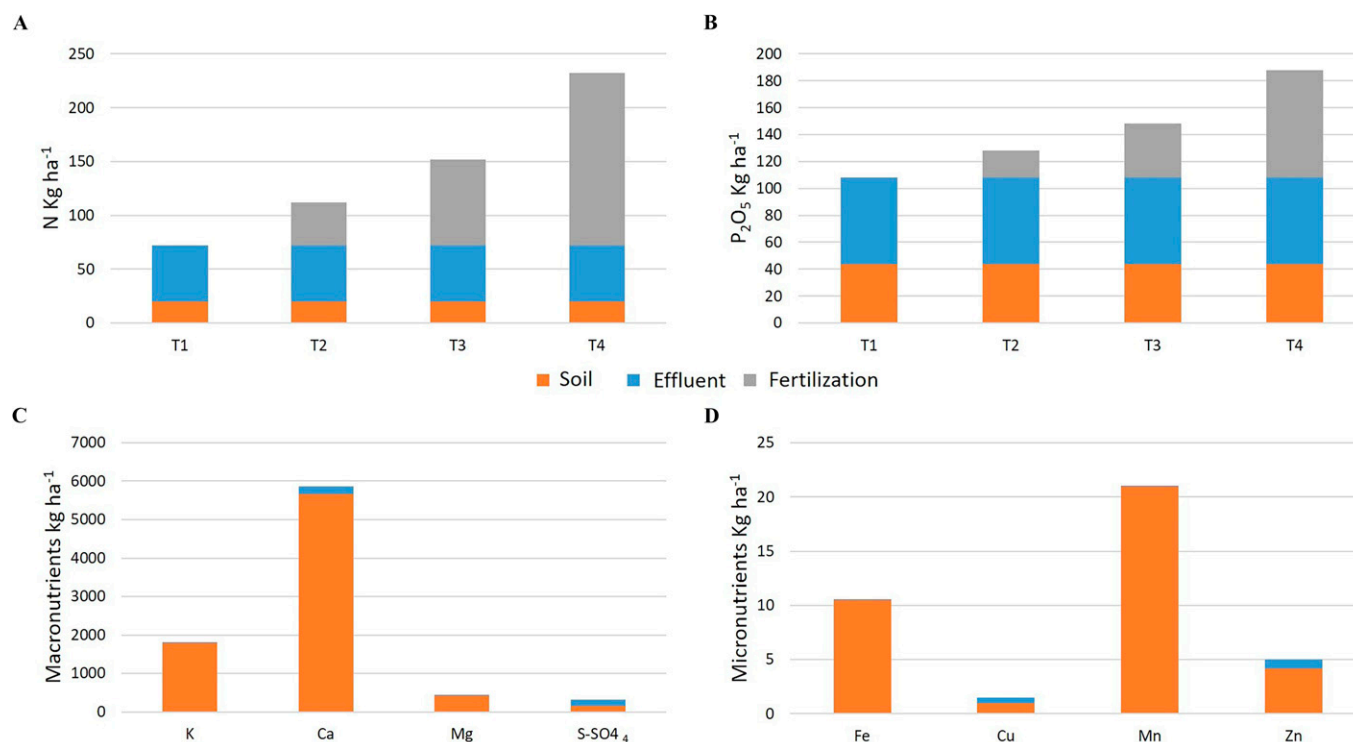 A
N Kg ha-1
250
200
150
100
50
0
T1 T2 T3 T4
B
P2O5 Kg ha-1
200
180
160
140
120
100
80
60
40
20
0
T1 T2 T3 T4
Soil Effluent Fertilization
C
Macronutrients kg ha-1
7000
6000
5000
4000
3000
2000
1000
0
K Ca Mg S-SO4 4
D
Micronutrients Kg ha-1
25
20
15
10
5
0
Fe Cu Mn Zn